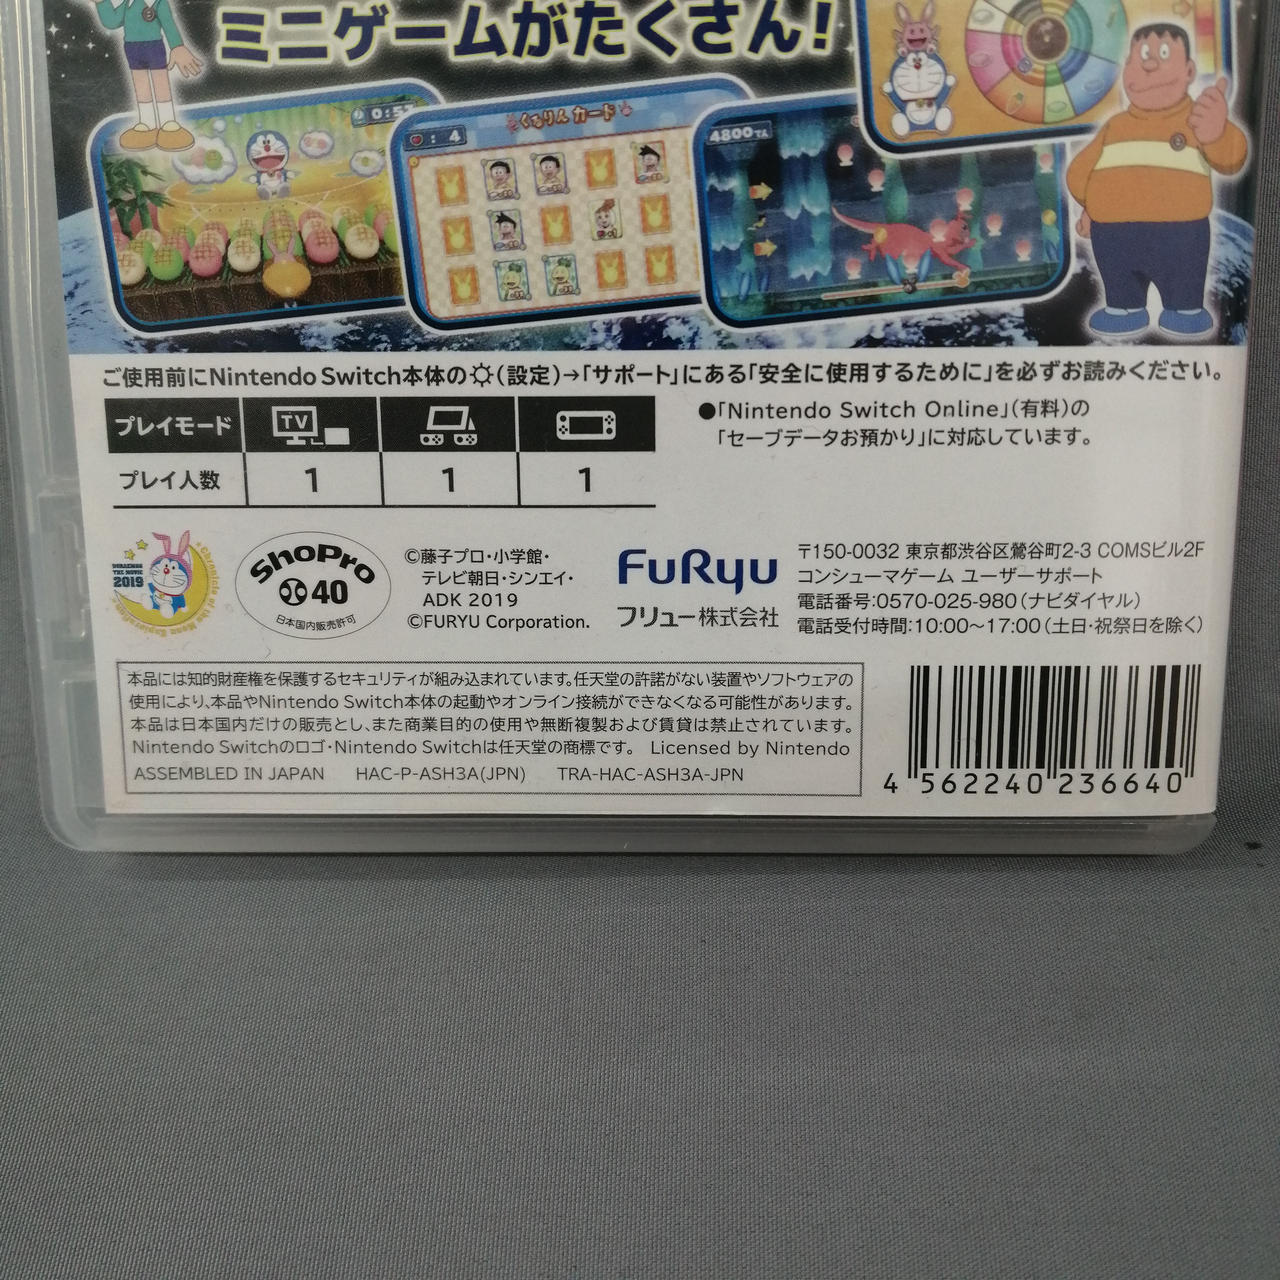 ミニゲームがたくさん!
0:57
: 4
くるりん カード
4800てん
ご使用前にNintendo Switch本体の(設定)→「サポート」にある「安全に使用するために」を必ずお読みください。
プレイモード TV
プレイ人数 1 1 1
●「Nintendo Switch Online」(有料)の
「セーブデータお預かり」に対応しています。
DORAEMON THE MOVIE 2019
ShoPro
40
日本国内販売許可
©藤子プロ・小学館・
テレビ朝日・シンエイ・
ADK 2019
©FURYU Corporation.
FuRyu
フリュー株式会社
〒150-0032 東京都渋谷区鶯谷町2-3 COMSビル2F
コンシューマゲーム ユーザーサポート
電話番号:0570-025-980(ナビダイヤル)
電話受付時間:10:00〜17:00(土日・祝祭日を除く)
本品には知的財産権を保護するセキュリティが組み込まれています。任天堂の許諾がない装置やソフトウェアの
使用により、本品やNintendo Switch本体の起動やオンライン接続ができなくなる可能性があります。
本品は日本国内だけの販売とし、また商業目的の使用や無断複製および賃貸は禁止されています。
Nintendo Switchのロゴ・Nintendo Switchは任天堂の商標です。 Licensed by Nintendo
ASSEMBLED IN JAPAN HAC-P-ASH3A(JPN) TRA-HAC-ASH3A-JPN
4 562240 236640